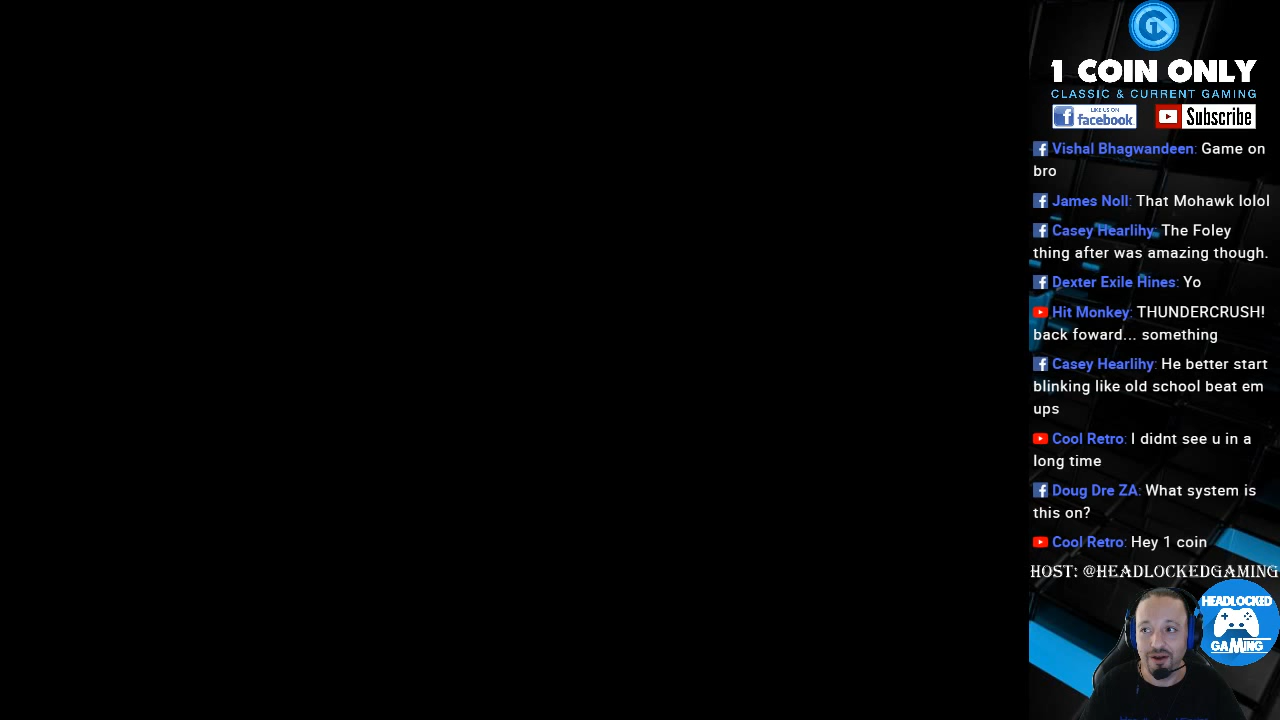 1 COIN ONLY
CLASSIC & CURRENT GAMING
LIKE US ON
facebook.
Subscribe
Vishal Bhagwandeen: Game on
bro
James Noll: That Mohawk lolol
Casey Hearlihy: The Foley
thing after was amazing though.
Dexter Exile Hines: Yo
Hit Monkey: THUNDERCRUSH!
back foward... something
Casey Hearlihy: He better start
blinking like old school beat em
ups
Cool Retro: I didnt see u in a
long time
Doug Dre ZA: What system is
this on?
Cool Retro: Hey 1 coin
HOST: @HEADLOCKEDGAMING
HEADLOCKED
GAMING